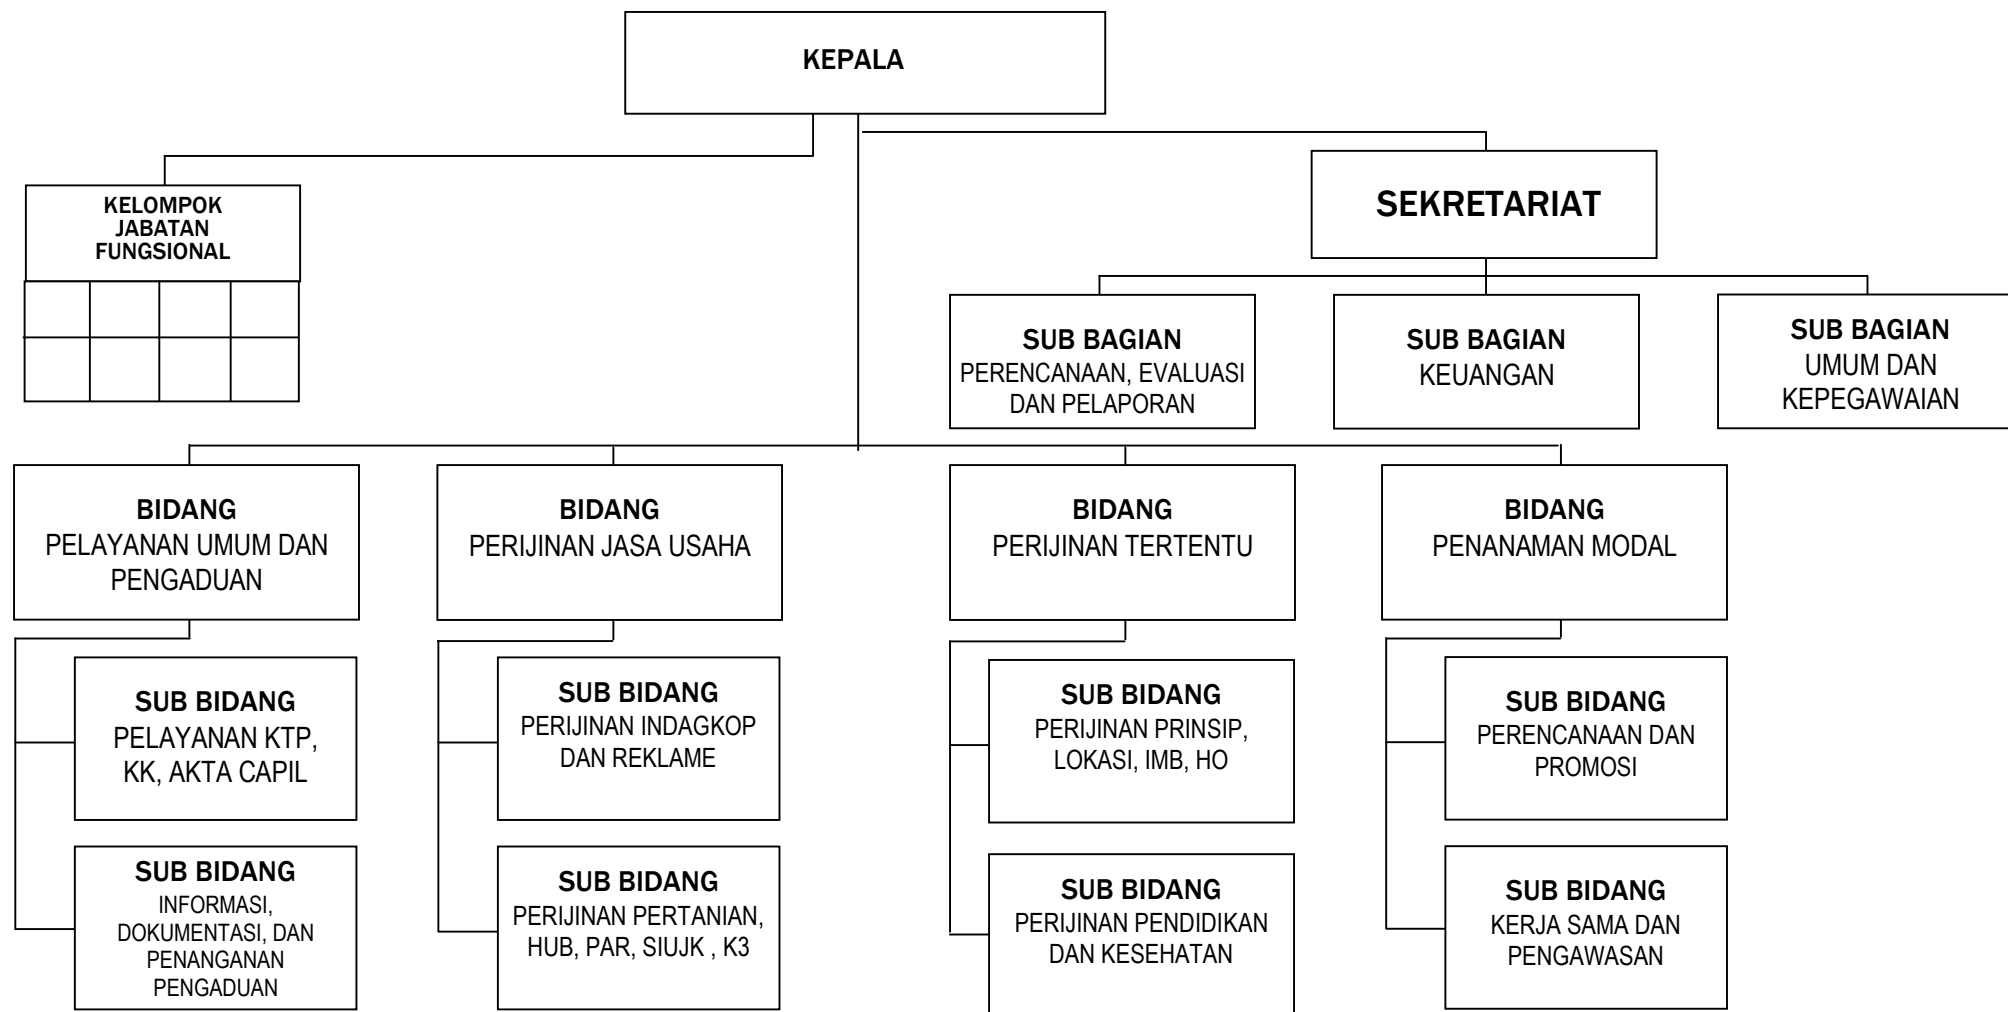 KEPALA
SEKRETARIAT
KELOMPOK
JABATAN
FUNGSIONAL
SUB BAGIAN
PERENCANAAN, EVALUASI
DAN PELAPORAN
SUB BAGIAN
KEUANGAN
SUB BAGIAN
UMUM DAN
KEPEGAWAIAN
BIDANG
PELAYANAN UMUM DAN
PENGADUAN
BIDANG
PERIJINAN JASA USAHA
BIDANG
PERIJINAN TERTENTU
BIDANG
PENANAMAN MODAL
SUB BIDANG
PELAYANAN KTP,
KK, AKTA CAPIL
SUB BIDANG
PERIJINAN INDAGKOP
DAN REKLAME
SUB BIDANG
PERIJINAN PRINSIP,
LOKASI, IMB, HO
SUB BIDANG
PERENCANAAN DAN
PROMOSI
SUB BIDANG
INFORMASI,
DOKUMENTASI, DAN
PENANGANAN
PENGADUAN
SUB BIDANG
PERIJINAN PERTANIAN,
HUB, PAR, SIUJK , K3
SUB BIDANG
PERIJINAN PENDIDIKAN
DAN KESEHATAN
SUB BIDANG
KERJA SAMA DAN
PENGAWASAN